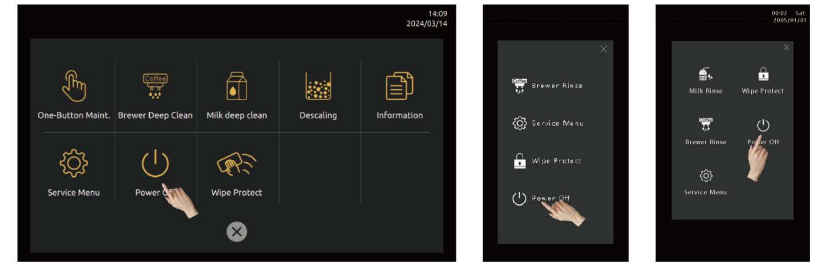 14:09
2024/03/14
Coffee
One-Button Maint.
Brewer Deep Clean
Milk deep clean
Descaling
Information
Service Menu
Power
Wipe Protect
Brewer Rinse
Service Menu
Wipe Protect
Power Off
00:02 Sat
2005/01/01
Milk Rinse
Wipe Protect
Brewer Rinse
Power Off
Service Menu